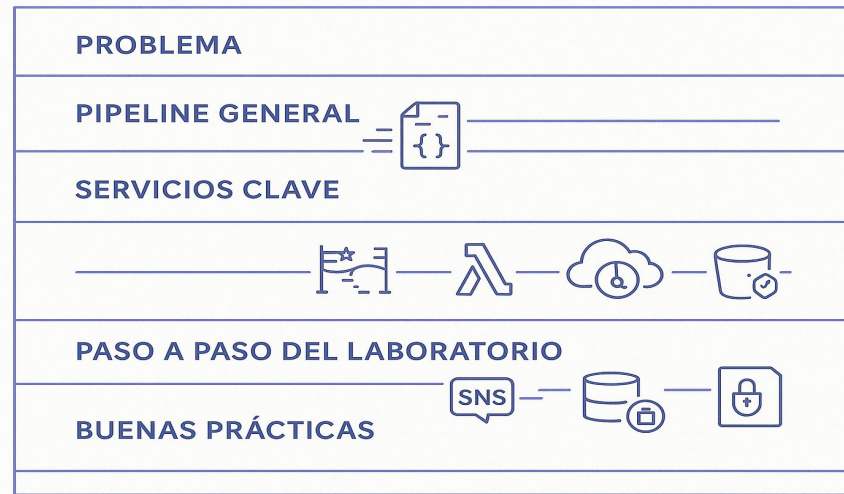 PROBLEMA
PIPELINE GENERAL
{}
SERVICIOS CLAVE
PASO A PASO DEL LABORATORIO
SNS
BUENAS PRÁCTICAS